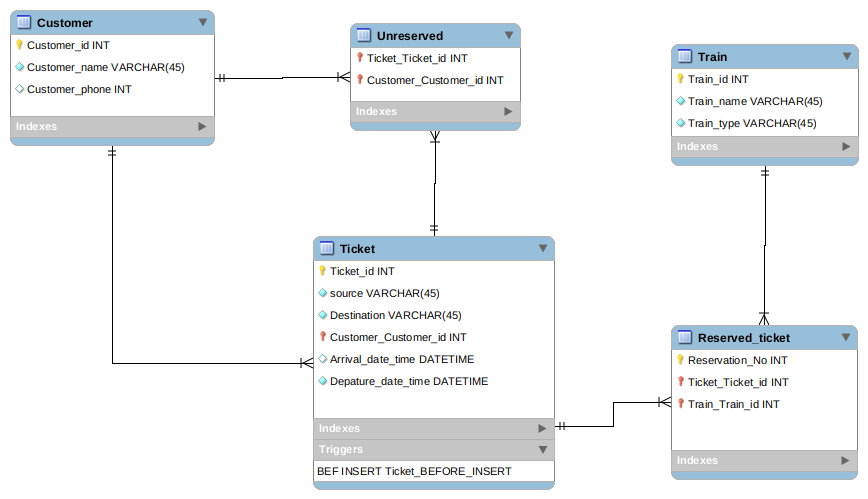 Customer
Customer_id INT
Customer_name VARCHAR(45)
Customer_phone INT
Indexes
Unreserved
Ticket_Ticket_id INT
Customer_Customer_id INT
Indexes
Train
Train_id INT
Train_name VARCHAR(45)
Train_type VARCHAR(45)
Indexes
Ticket
Ticket_id INT
source VARCHAR(45)
Destination VARCHAR(45)
Customer_Customer_id INT
Arrival_date_time DATETIME
Depature_date_time DATETIME
Indexes
Triggers
BEF INSERT Ticket_BEFORE_INSERT
Reserved_ticket
Reservation_No INT
Ticket_Ticket_id INT
Train_Train_id INT
Indexes